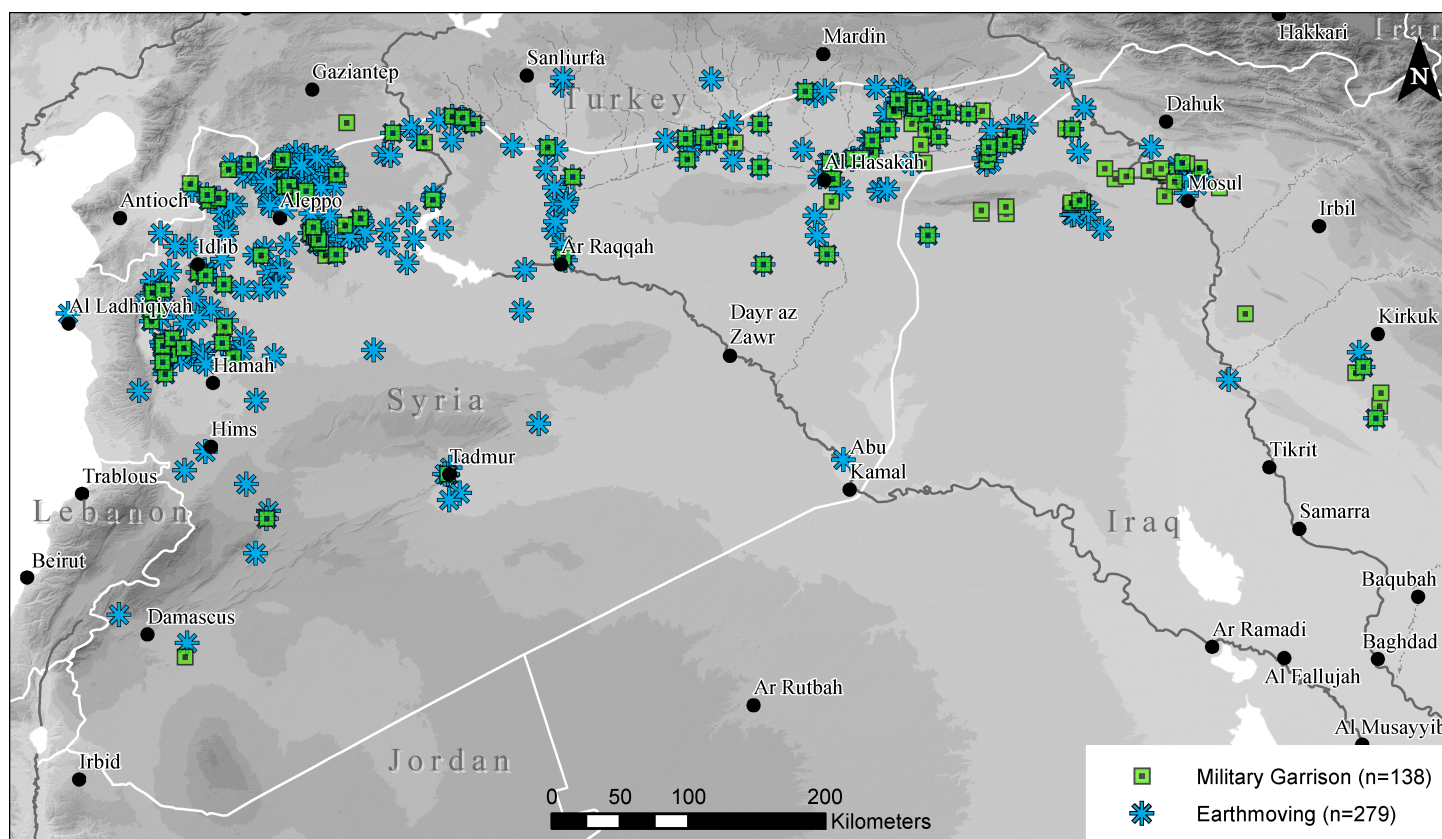 Hakkari
Iran
Mardin
Sanliurfa
Gaziantep
Turkey
N
Dahuk
Al Hasakah
Mosul
Antioch
Aleppo
Irbil
Idlib
Ar Raqqah
Al Ladhiqiyah
Dayr az
Zawr
Kirkuk
Hamah
Syria
Hims
Abu
Kamal
Tadmur
Tikrit
Trablous
Lebanon
Iraq
Samarra
Beirut
Baqubah
Damascus
Ar Ramadi
Baghdad
Al Fallujah
Ar Rutbah
Al Musayyib
Jordan
Irbid
0 50 100 200
Kilometers
Military Garrison (n=138)
Earthmoving (n=279)